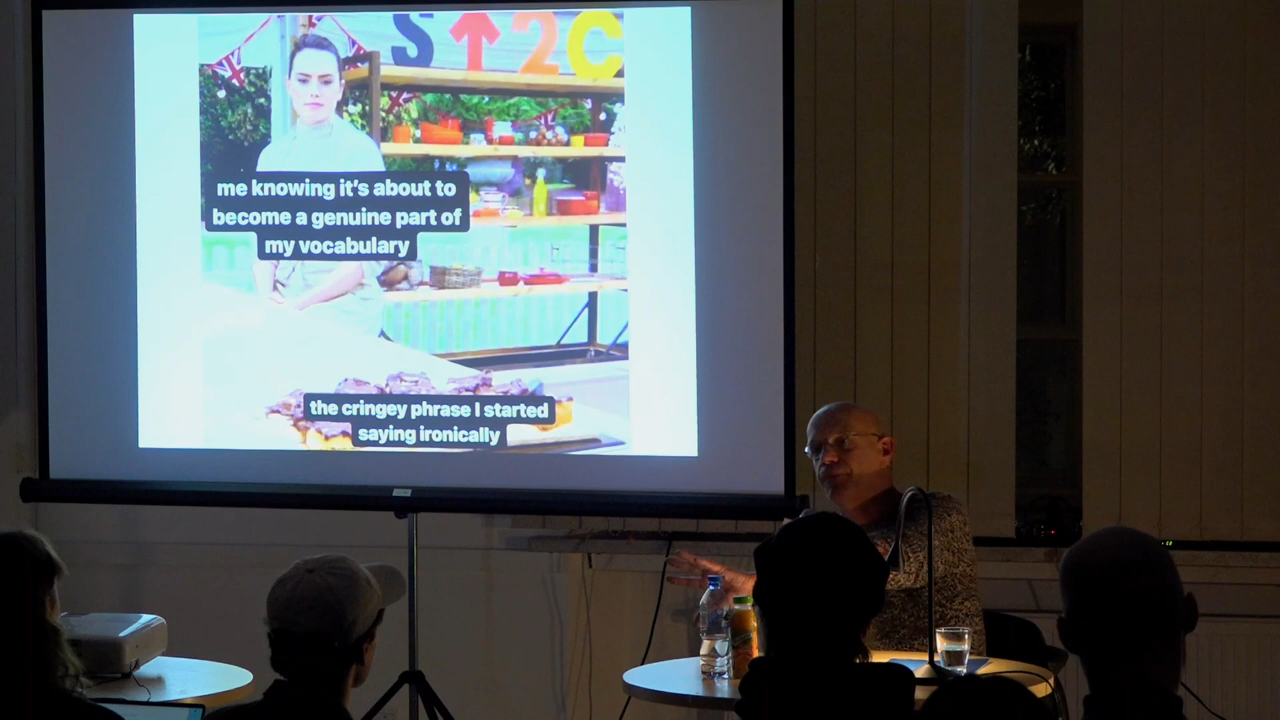 S↑2C
me knowing it's about to
become a genuine part of
my vocabulary
the cringey phrase I started
saying ironically